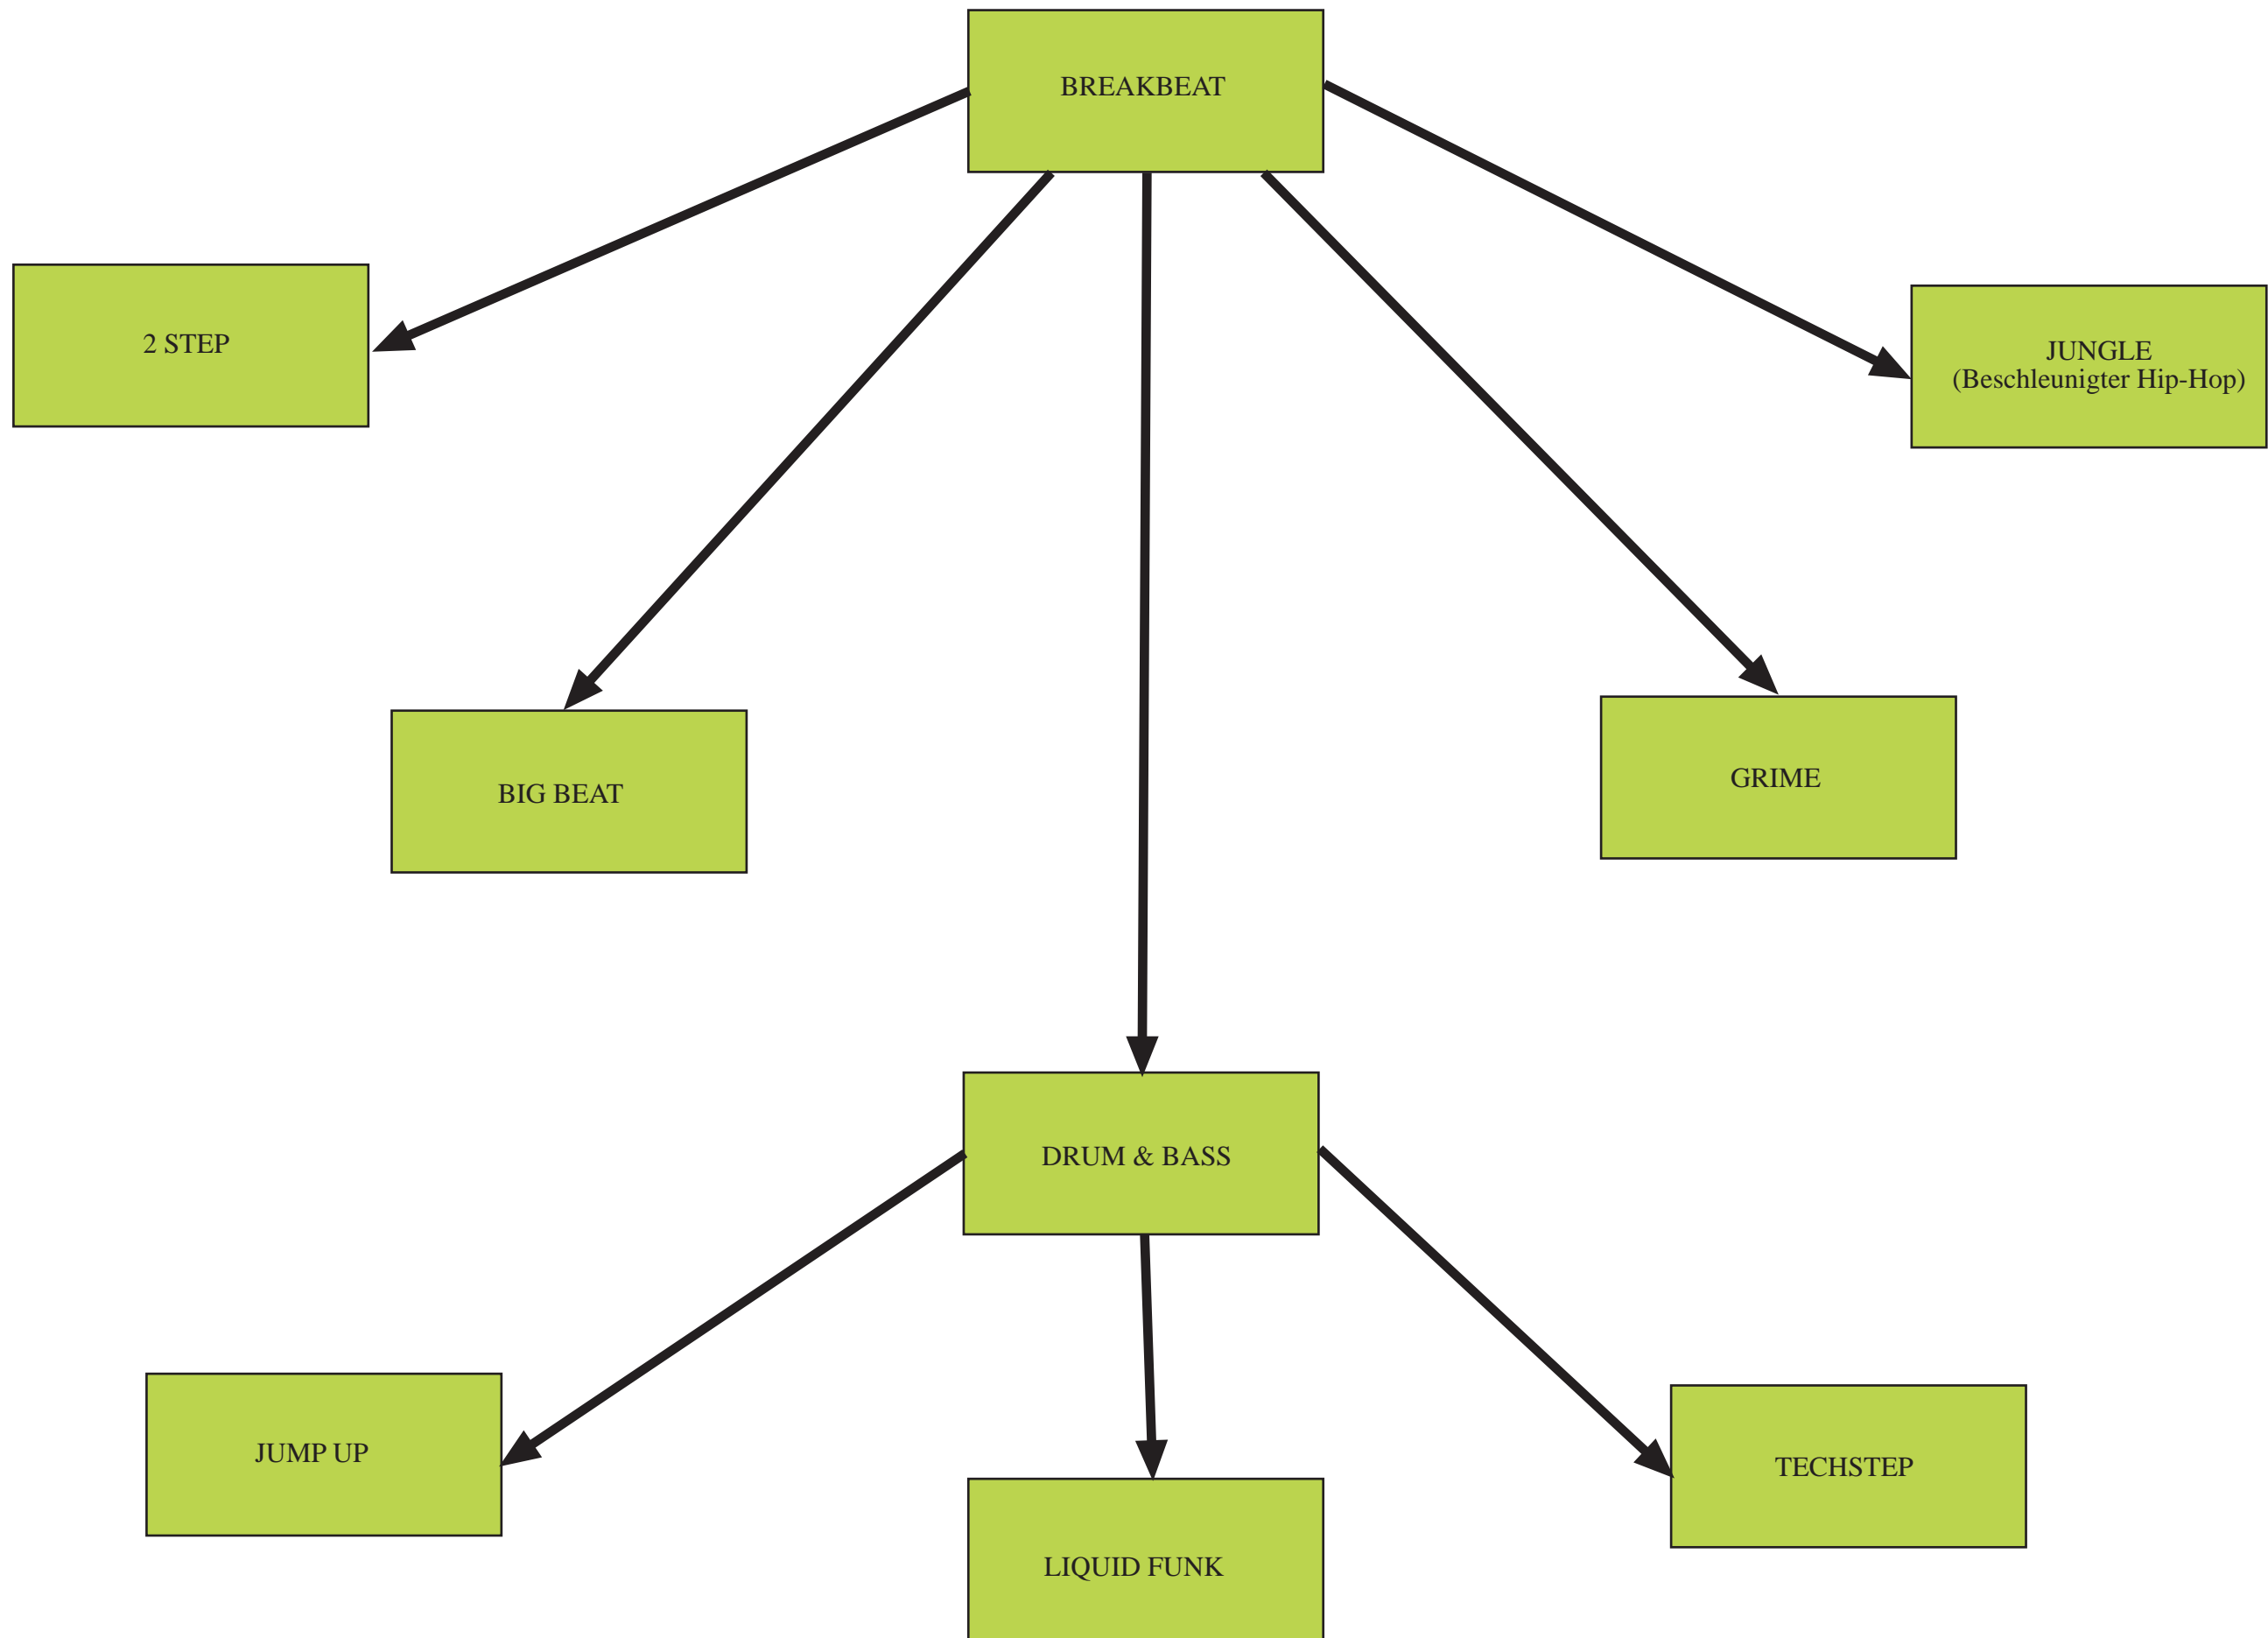 BREAKBEAT
2 STEP
JUNGLE
(Beschleunigter Hip-Hop)
BIG BEAT
GRIME
DRUM & BASS
JUMP UP
TECHSTEP
LIQUID FUNK